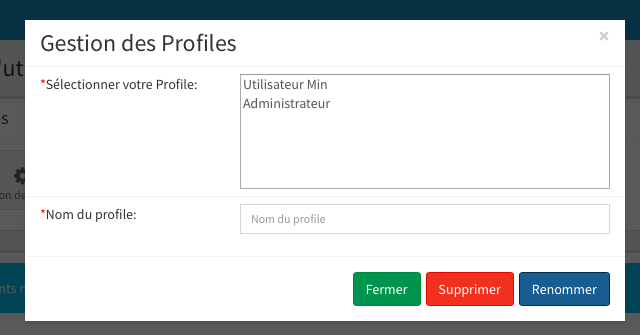 Gestion des Profiles
×
*Sélectionner votre Profile:
Utilisateur Min
Administrateur
*Nom du profile:
Nom du profile
Fermer
Supprimer
Renommer